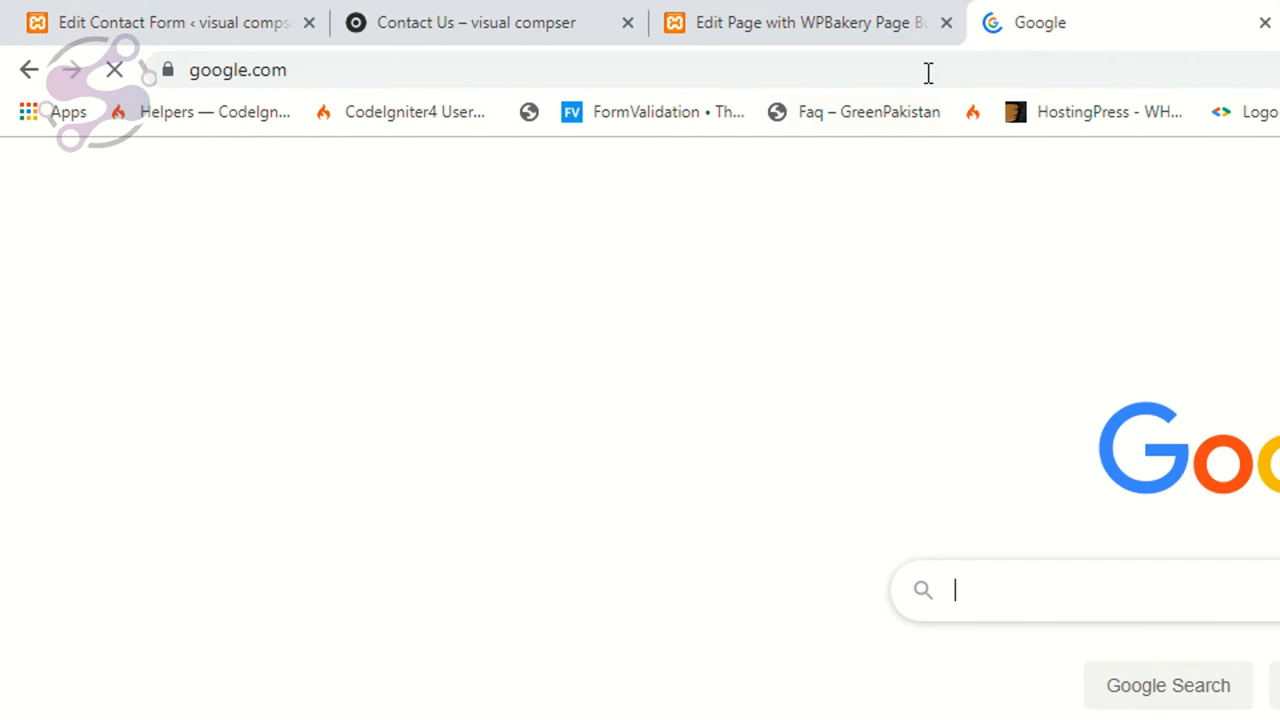 Edit Contact Form ‹ visual comps
Contact Us – visual compser
Edit Page with WPBakery Page Bu
Google
google.com
Apps
Helpers — CodeIgn...
CodeIgniter4 User...
FV
FormValidation • Th...
Faq – GreenPakistan
HostingPress - WH...
Logo
Goo
Google Search